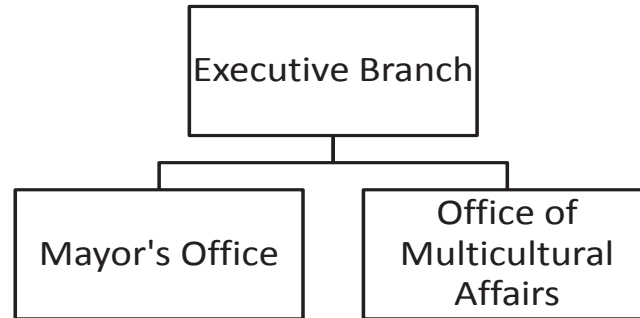 Executive Branch
Mayor's Office
Office of
Multicultural
Affairs